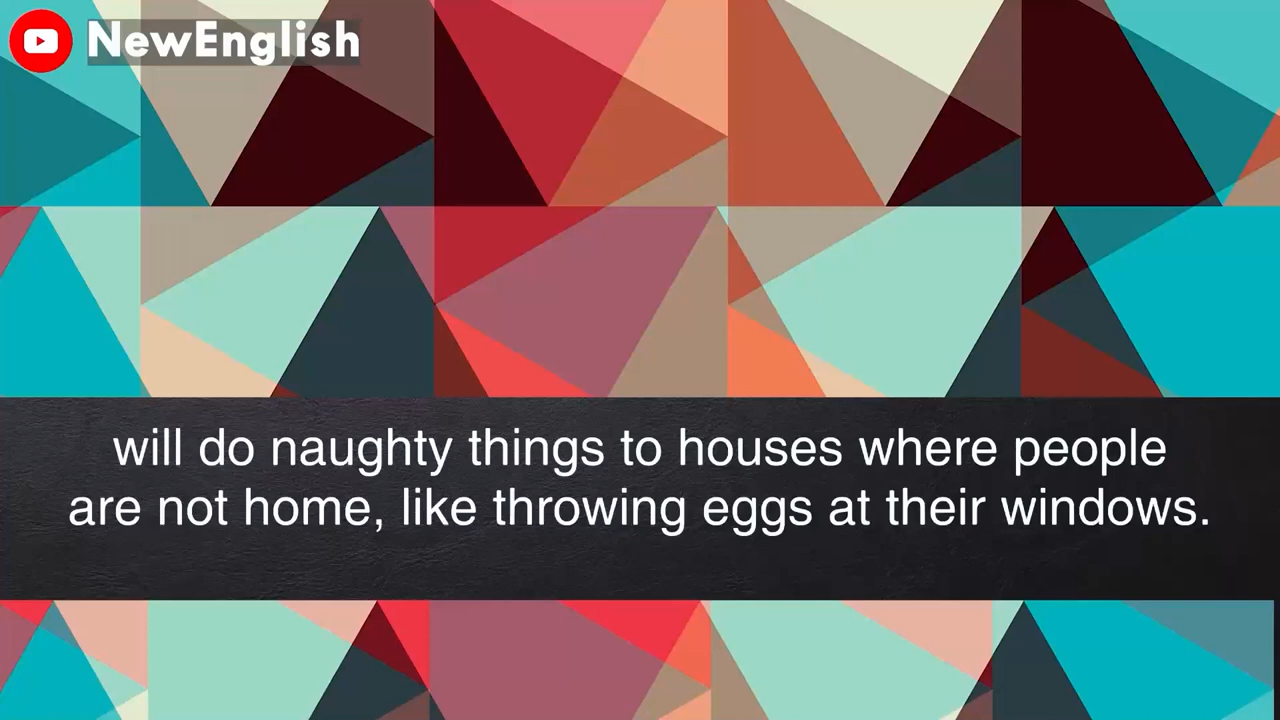 NewEnglish
will do naughty things to houses where people
are not home, like throwing eggs at their windows.